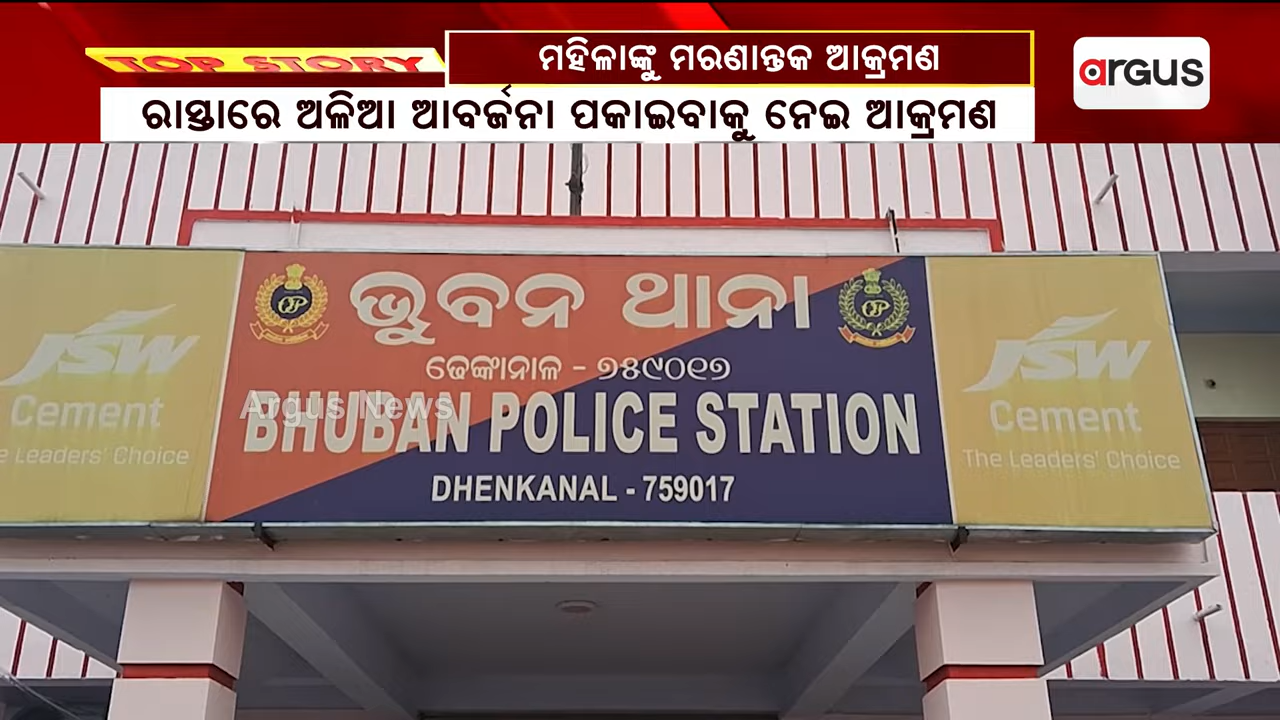 TOP STORY
ମହିଳାଙ୍କୁ ମରଣାନ୍ତକ ଆକ୍ରମଣ
argus
ରାସ୍ତାରେ ଅଳିଆ ଆବର୍ଜନା ପକାଇବାକୁ ନେଇ ଆକ୍ରମଣ
ଭୁବନ ଥାନା
ଢେଙ୍କାନାଳ - ୭୫୯୦୧୭
Argus News
BHUBAN POLICE STATION
DHENKANAL - 759017
JSW
Cement
e Leaders' Choice
JSW
Cement
The Leaders' Choice